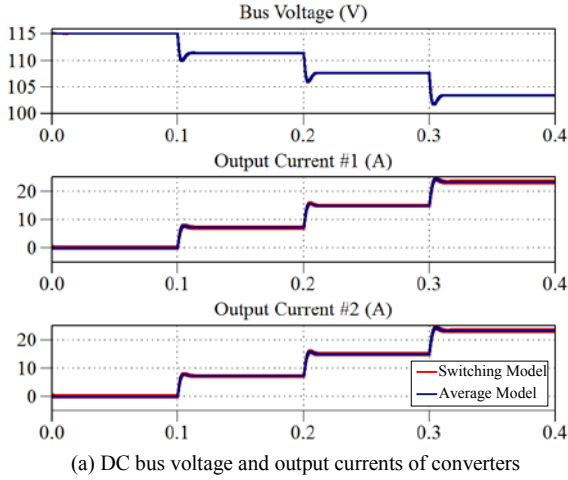 Bus Voltage (V)
115
110
105
100
0.0 0.1 0.2 0.3 0.4
Output Current #1 (A)
20
10
0
0.0 0.1 0.2 0.3 0.4
Output Current #2 (A)
20
10
0
Switching Model
Average Model
0.0 0.1 0.2 0.3 0.4
(a) DC bus voltage and output currents of converters